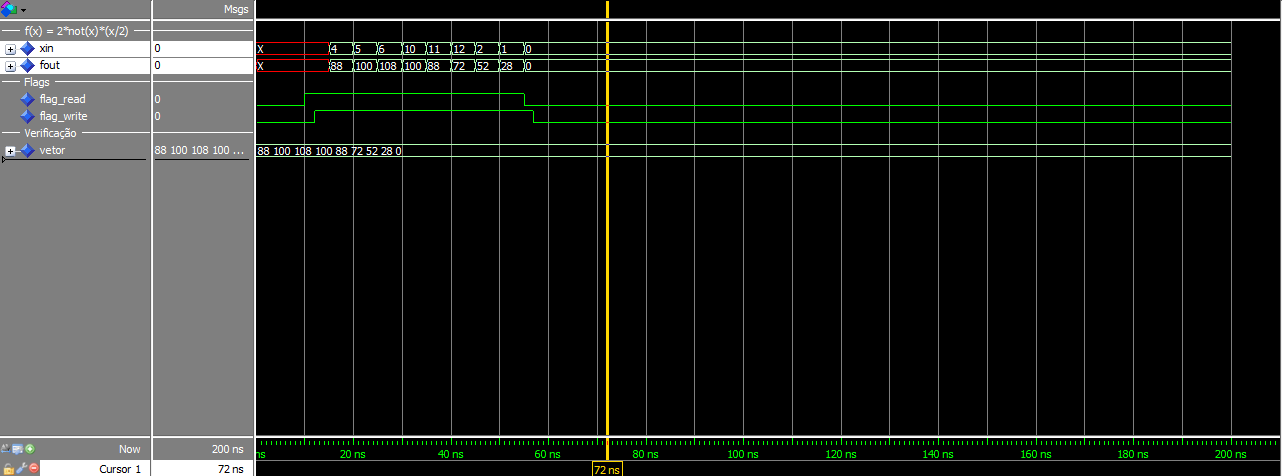 Msgs
f(x) = 2*not(x)*(x/2)
xin 0 X 4 5 6 10 11 12 2 1 0
fout 0 X 88 100 108 100 88 72 52 28 0
Flags
flag_read 0
flag_write 0
Verificação
vetor 88 100 108 100 ... 88 100 108 100 88 72 52 28 0
Now 200 ns ns 20 ns 40 ns 60 ns 80 ns 100 ns 120 ns 140 ns 160 ns 180 ns 200 ns
Cursor 1 72 ns 72 ns